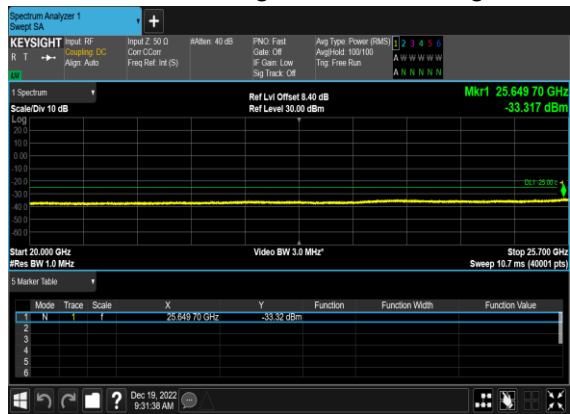 Spectrum Analyzer 1
Swept SA
+
KEYSIGHT Input: RF Input Z: 50 Ω #Atten: 40 dB PNO: Fast Avg Type: Power (RMS) 1 2 3 4 5 6
R T Coupling: DC Corr CCorr Gate: Off Avg|Hold: 100/100 A W W W W W
Align: Auto Freq Ref: Int (S) IF Gain: Low Trig: Free Run
Sig Track: Off A N N N N N
LW
1 Spectrum Ref Lvl Offset 8.40 dB Mkr1 25.649 70 GHz
Scale/Div 10 dB Ref Level 30.00 dBm -33.317 dBm
Log
20.0
10.0
0.00
-10.0
-20.0 DL1 -25.00
-30.0
-40.0
-50.0
-60.0
Start 20.000 GHz Video BW 3.0 MHz* Stop 25.700 GHz
#Res BW 1.0 MHz Sweep 10.7 ms (40001 pts)
5 Marker Table
Mode Trace Scale X Y Function Function Width Function Value
1 N 1 f 25.649 70 GHz -33.32 dBm
2
3
4
5
6
? Dec 19, 2022
9:31:38 AM